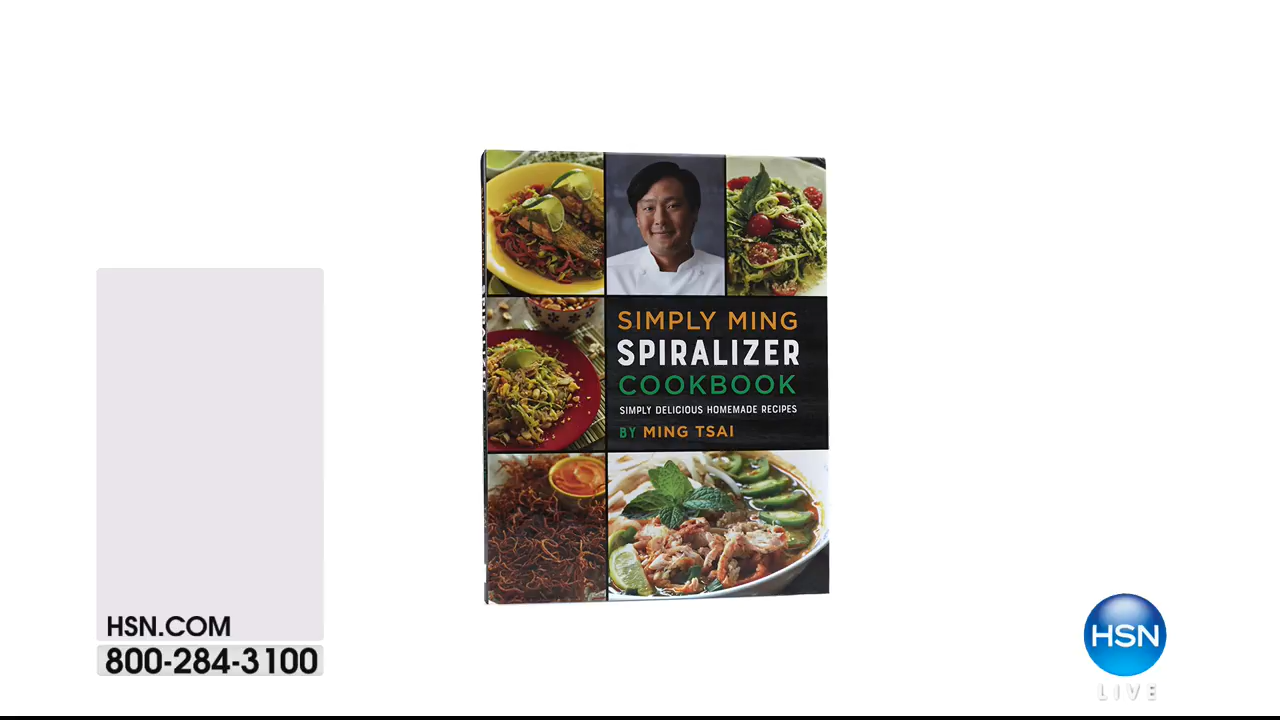 SIMPLY MING
SPIRALIZER
COOKBOOK
SIMPLY DELICIOUS HOMEMADE RECIPES
BY MING TSAI
HSN.COM
800-284-3100
HSN
LIVE